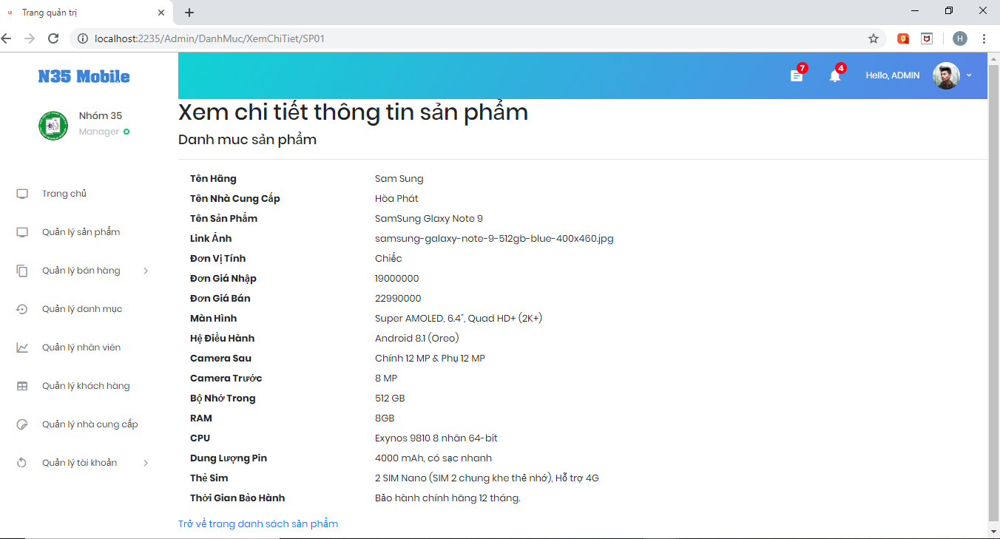 Trang quản trị
localhost:2235/Admin/DanhMuc/XemChiTiet/SP01
H
N35 Mobile
7
4
Hello, ADMIN
Nhóm 35
Manager
Xem chi tiết thông tin sản phẩm
Danh muc sản phẩm
Trang chủ
Quản lý sản phẩm
Quản lý bán hàng
Quản lý danh mục
Quản lý nhân viên
Quản lý khách hàng
Quản lý nhà cung cấp
Quản lý tài khoản
Tên Hãng Sam Sung
Tên Nhà Cung Cấp Hòa Phát
Tên Sản Phẩm SamSung Glaxy Note 9
Link Ảnh samsung-galaxy-note-9-512gb-blue-400x460.jpg
Đơn Vị Tính Chiếc
Đơn Giá Nhập 19000000
Đơn Giá Bán 22990000
Màn Hình Super AMOLED, 6.4", Quad HD+ (2K+)
Hệ Điều Hành Android 8.1 (Oreo)
Camera Sau Chính 12 MP & Phụ 12 MP
Camera Trước 8 MP
Bộ Nhớ Trong 512 GB
RAM 8GB
CPU Exynos 9810 8 nhân 64-bit
Dung Lượng Pin 4000 mAh, có sạc nhanh
Thẻ Sim 2 SIM Nano (SIM 2 chung khe thẻ nhớ), Hỗ trợ 4G
Thời Gian Bảo Hành Bảo hành chính hãng 12 tháng.
Trở về trang danh sách sản phẩm